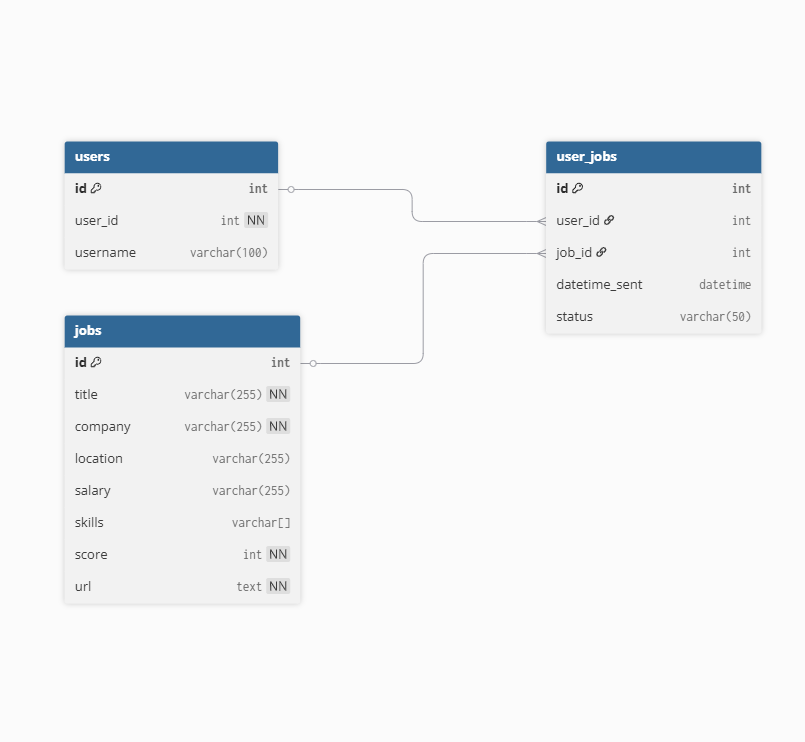 users
id int
user_id int NN
username varchar(100)
user_jobs
id int
user_id int
job_id int
datetime_sent datetime
status varchar(50)
jobs
id int
title varchar(255) NN
company varchar(255) NN
location varchar(255)
salary varchar(255)
skills varchar[]
score int NN
url text NN